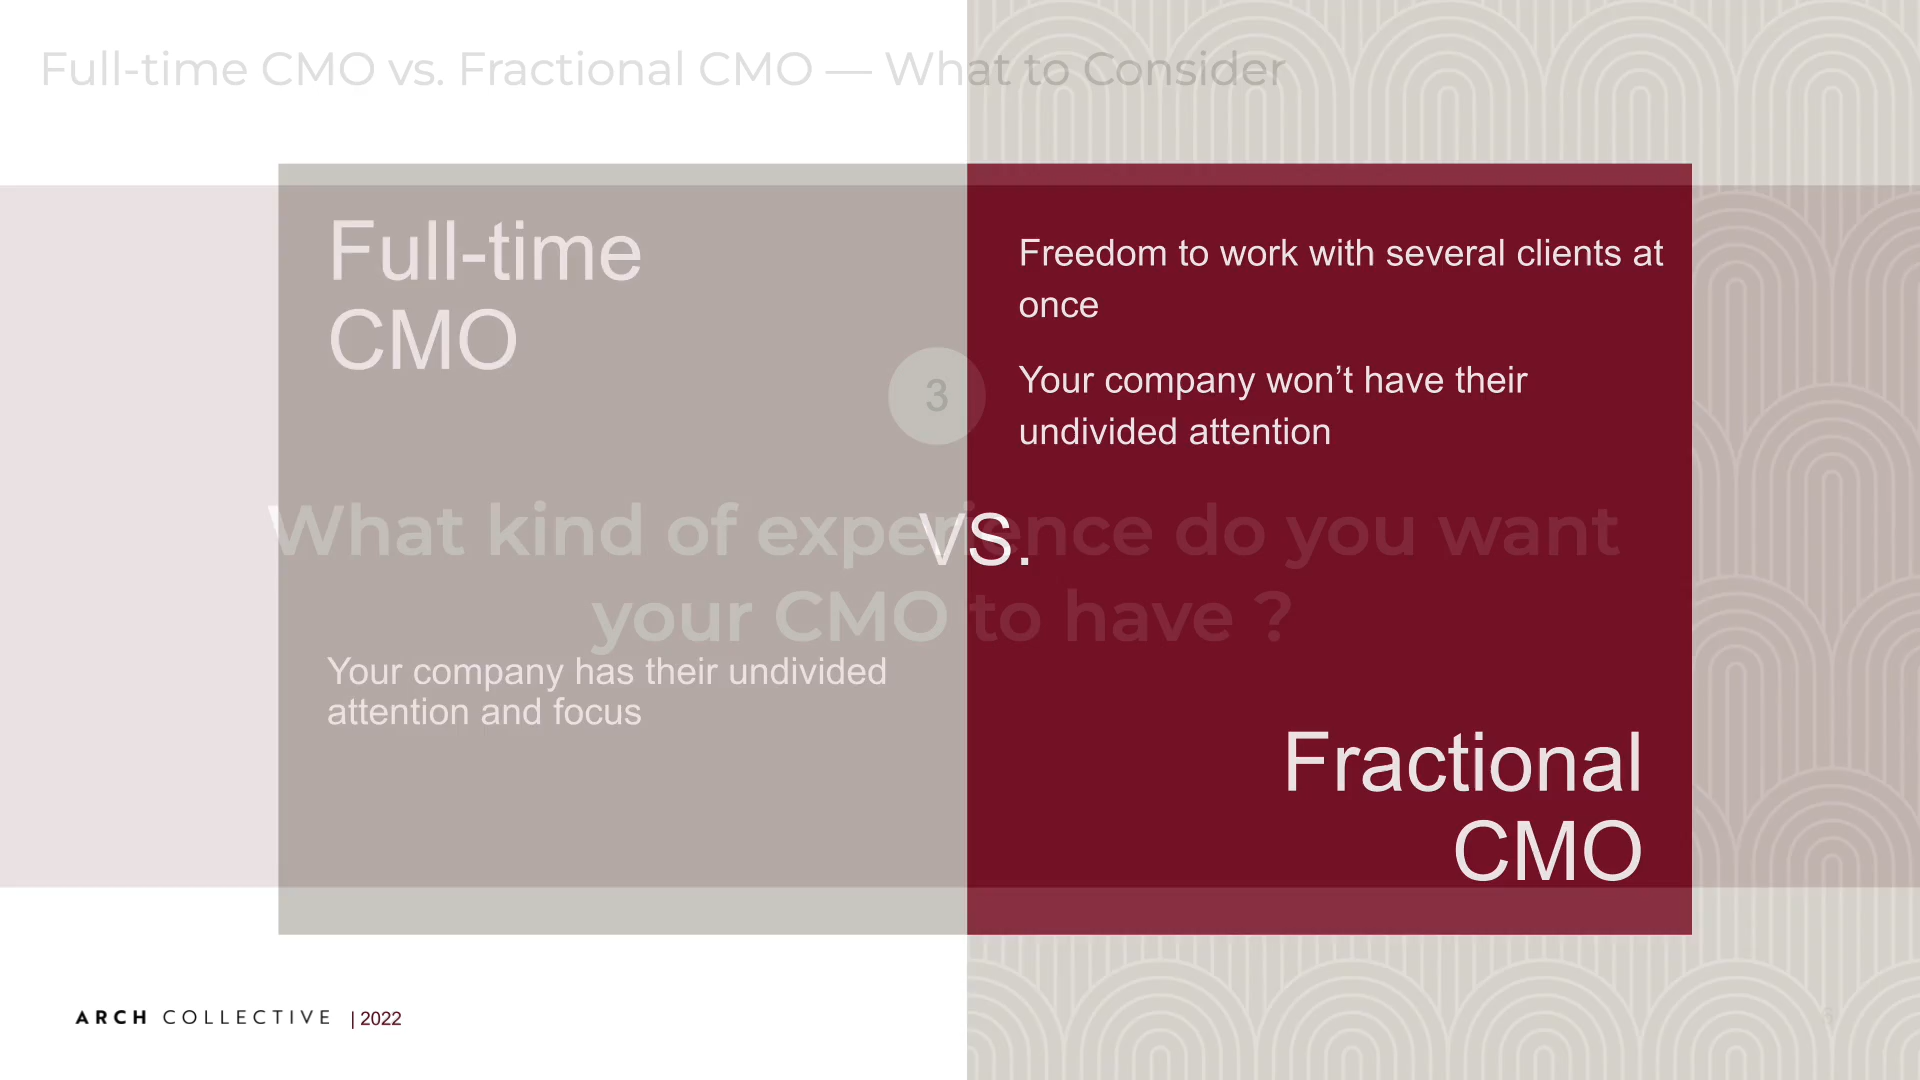 Full-time CMO vs. Fractional CMO — What to Consider
Full-time
CMO
Freedom to work with several clients at
once
3
Your company won’t have their
undivided attention
What kind of experience do you want
vs.
your CMO to have ?
Your company has their undivided
attention and focus
Fractional
CMO
ARCH COLLECTIVE | 2022